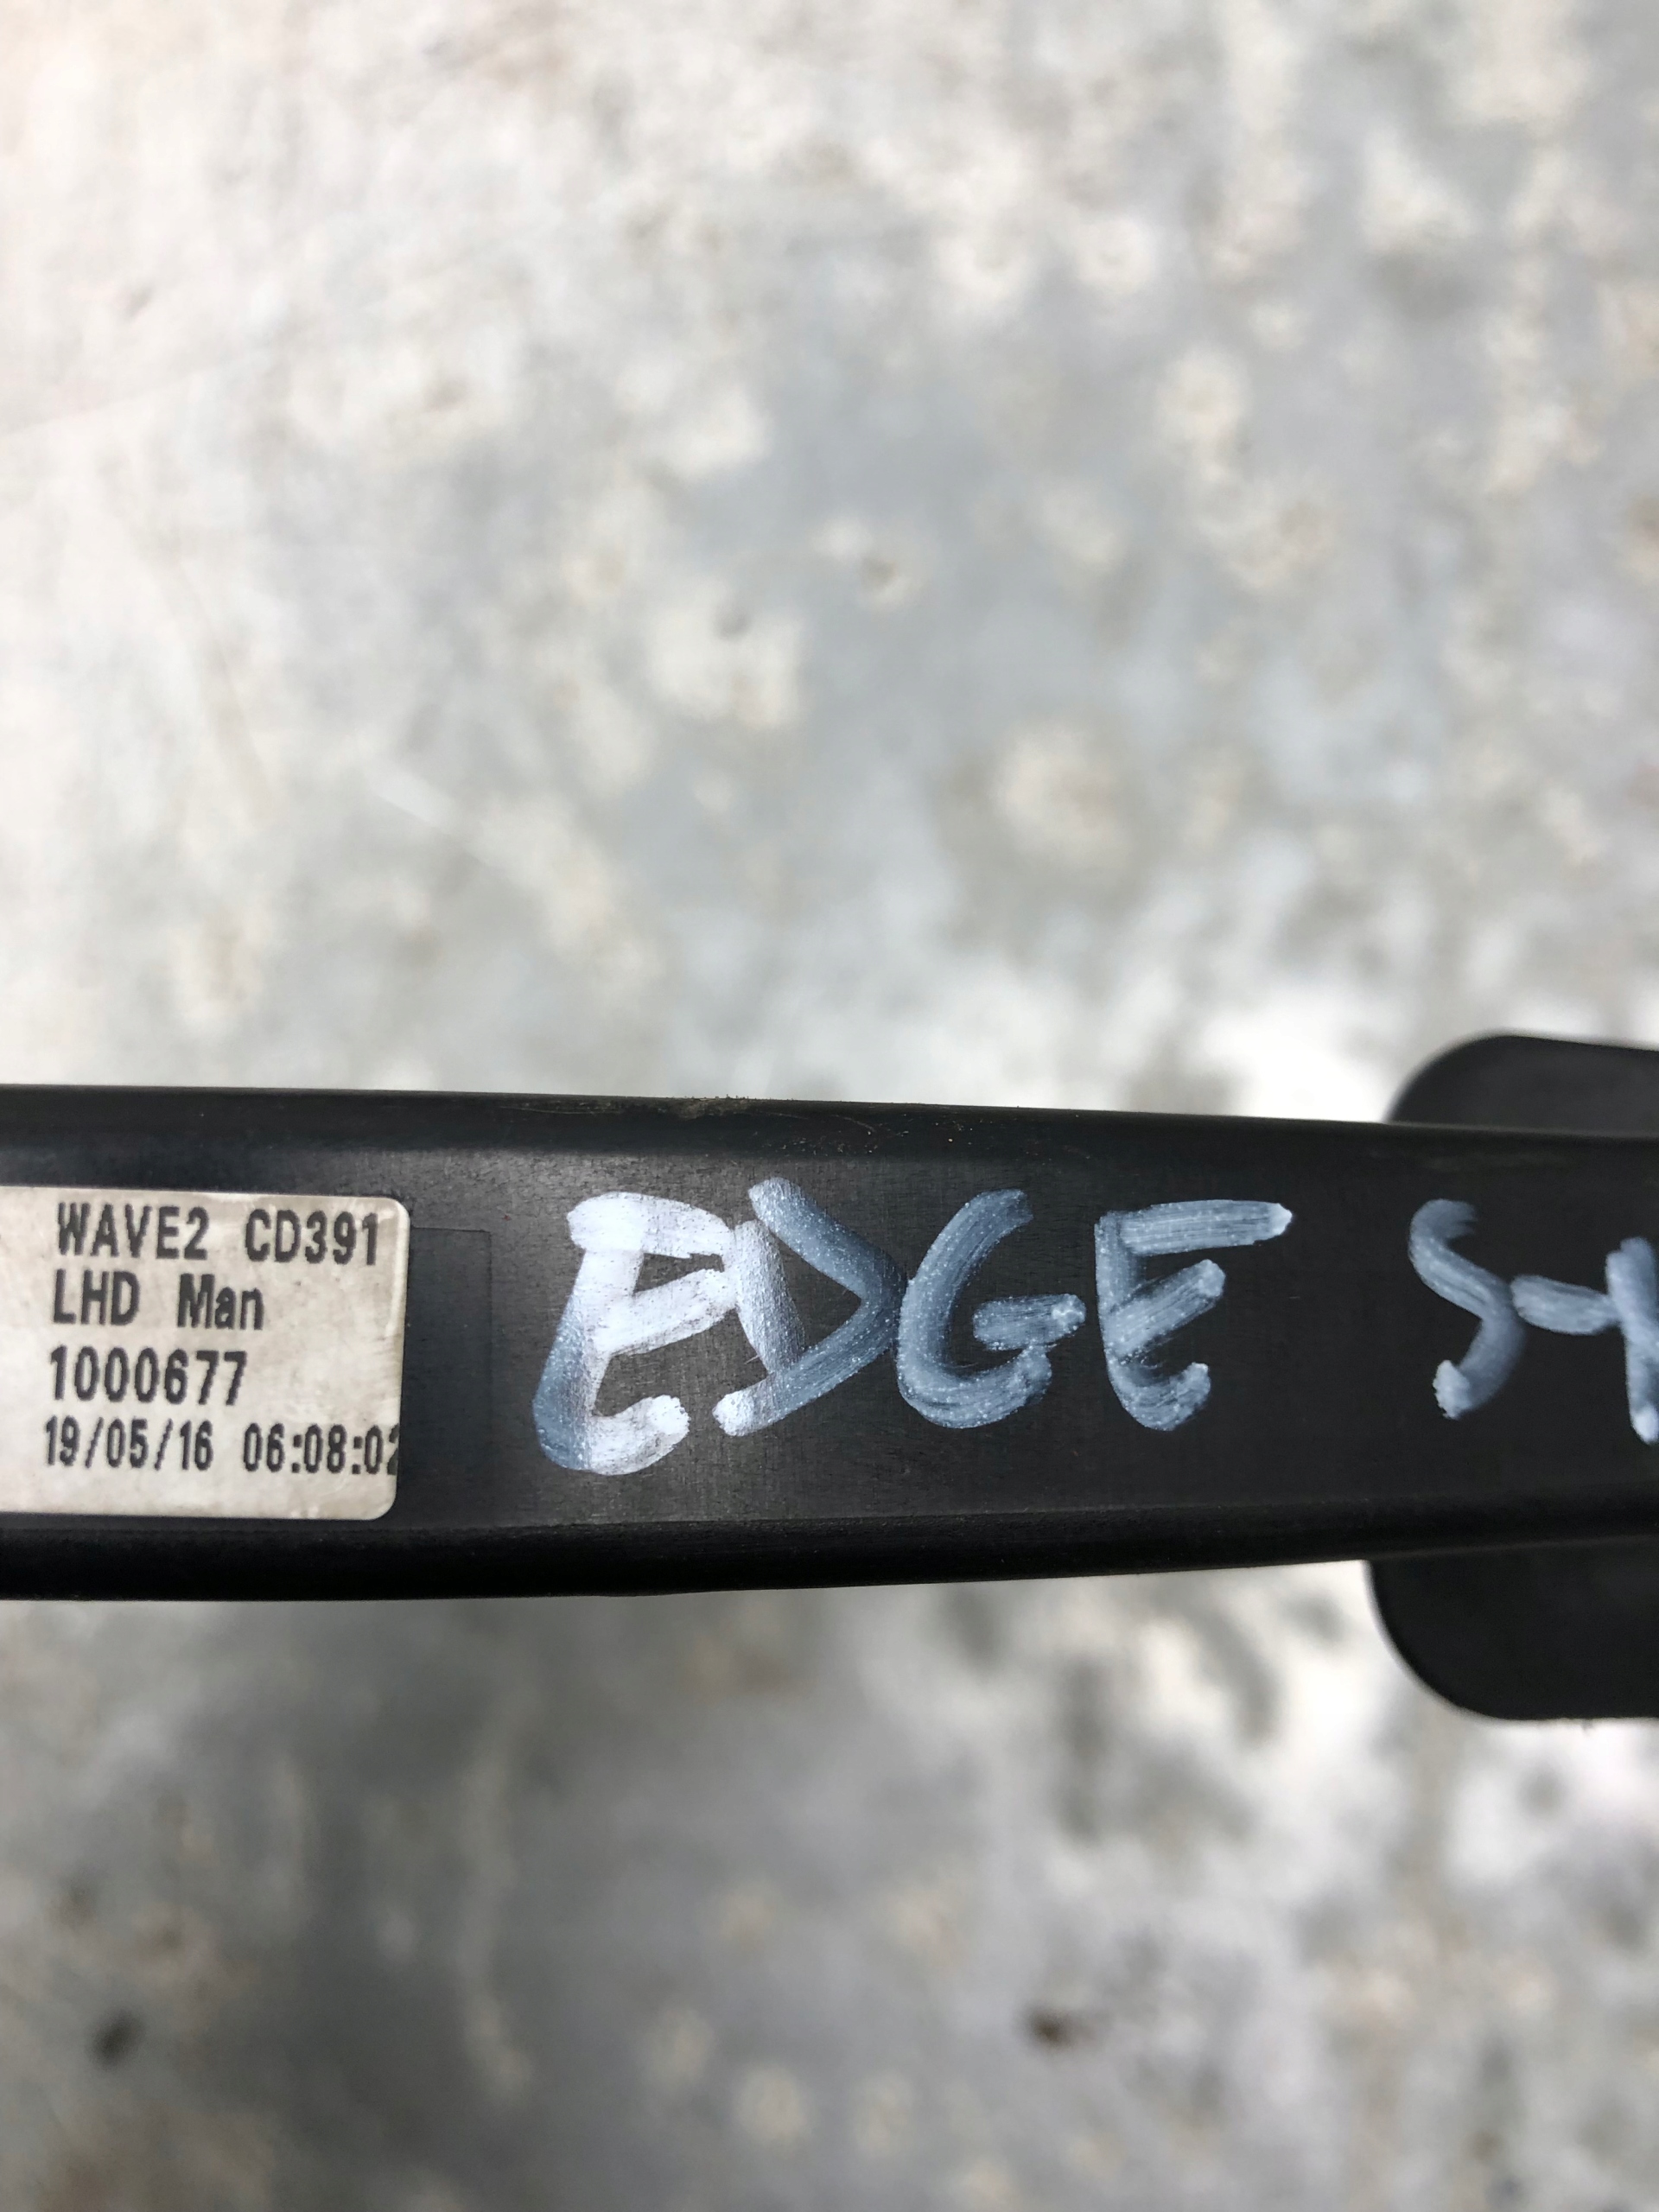 WAVE2 CD391
LHD Man
1000677
19/05/16 06:08:02
EDGE